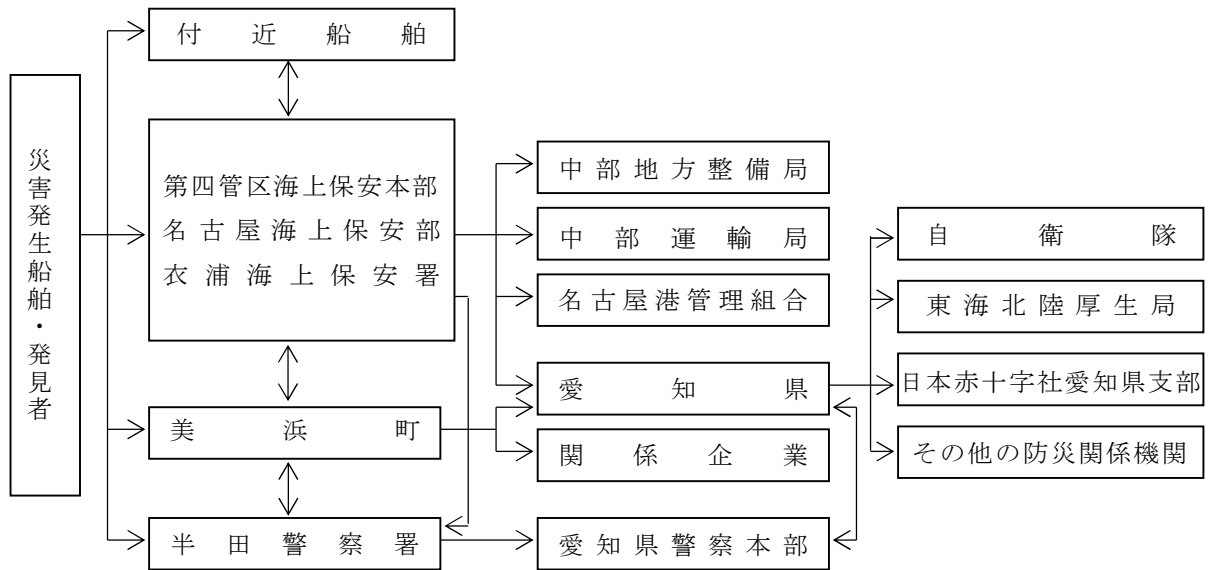 災害発生船舶・発見者
付近船舶
第四管区海上保安本部
名古屋海上保安部
衣浦海上保安署
美浜町
半田警察署
中部地方整備局
中部運輸局
名古屋港管理組合
愛知県
関係企業
愛知県警察本部
自衛隊
東海北陸厚生局
日本赤十字社愛知県支部
その他の防災関係機関